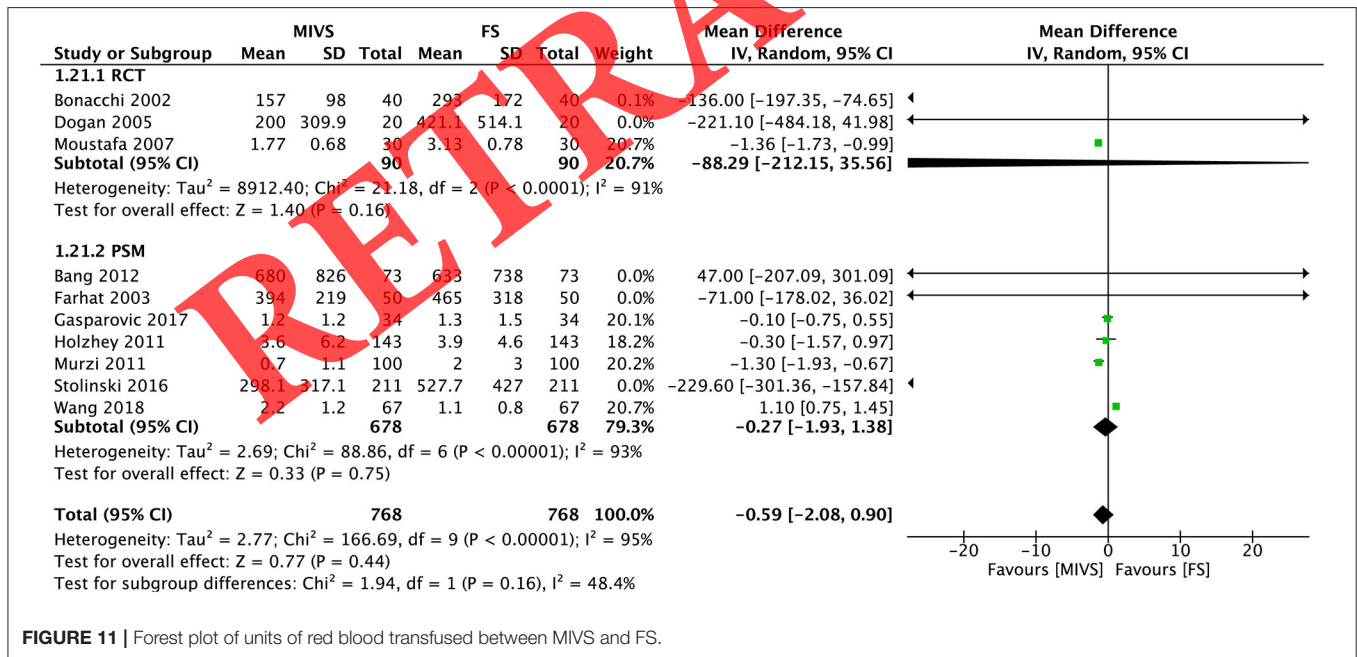 MIVS FS Mean Difference Mean Difference
Study or Subgroup Mean SD Total Mean SD Total Weight IV, Random, 95% CI IV, Random, 95% CI
1.21.1 RCT
Bonacchi 2002 157 98 40 293 172 40 0.1% -136.00 [-197.35, -74.65]
Dogan 2005 200 309.9 20 421.1 514.1 20 0.0% -221.10 [-484.18, 41.98]
Moustafa 2007 1.77 0.68 30 3.13 0.78 30 20.7% -1.36 [-1.73, -0.99]
Subtotal (95% CI) 90 90 20.7% -88.29 [-212.15, 35.56]
Heterogeneity: Tau² = 8912.40; Chi² = 21.18, df = 2 (P < 0.0001); I² = 91%
Test for overall effect: Z = 1.40 (P = 0.16)
1.21.2 PSM
Bang 2012 680 826 73 633 738 73 0.0% 47.00 [-207.09, 301.09]
Farhat 2003 394 219 50 465 318 50 0.0% -71.00 [-178.02, 36.02]
Gasparovic 2017 1.2 1.2 34 1.3 1.5 34 20.1% -0.10 [-0.75, 0.55]
Holzhey 2011 3.6 6.2 143 3.9 4.6 143 18.2% -0.30 [-1.57, 0.97]
Murzi 2011 0.7 1.1 100 2 3 100 20.2% -1.30 [-1.93, -0.67]
Stolinski 2016 298.1 317.1 211 527.7 427 211 0.0% -229.60 [-301.36, -157.84]
Wang 2018 2.2 1.2 67 1.1 0.8 67 20.7% 1.10 [0.75, 1.45]
Subtotal (95% CI) 678 678 79.3% -0.27 [-1.93, 1.38]
Heterogeneity: Tau² = 2.69; Chi² = 88.86, df = 6 (P < 0.00001); I² = 93%
Test for overall effect: Z = 0.33 (P = 0.75)
Total (95% CI) 768 768 100.0% -0.59 [-2.08, 0.90]
Heterogeneity: Tau² = 2.77; Chi² = 166.69, df = 9 (P < 0.00001); I² = 95%
Test for overall effect: Z = 0.77 (P = 0.44)
Test for subgroup differences: Chi² = 1.94, df = 1 (P = 0.16), I² = 48.4%
-20 -10 0 10 20
Favours [MIVS] Favours [FS]
RETRA
FIGURE 11 | Forest plot of units of red blood transfused between MIVS and FS.